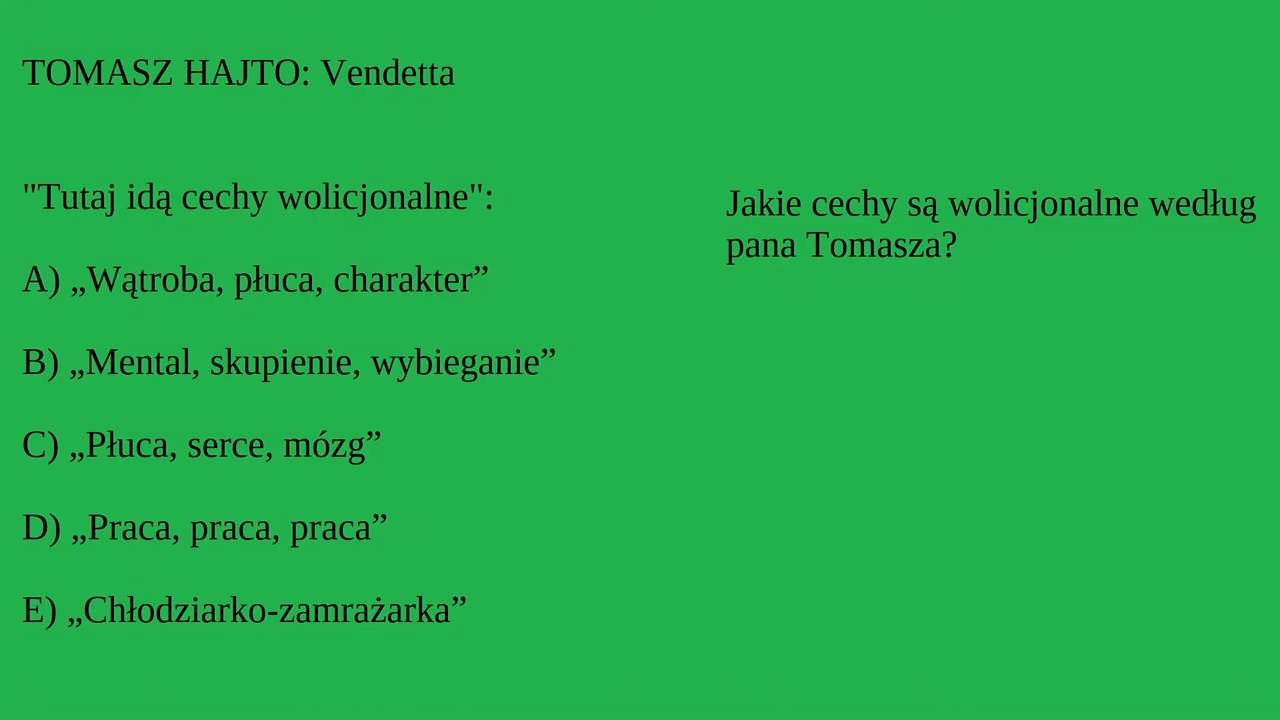 TOMASZ HAJTO: Vendetta
"Tutaj idą cechy wolicjonalne":
A) „Wątroba, płuca, charakter”
B) „Mental, skupienie, wybieganie”
C) „Płuca, serce, mózg”
D) „Praca, praca, praca”
E) „Chłodziarko-zamrażarka”
Jakie cechy są wolicjonalne według
pana Tomasza?